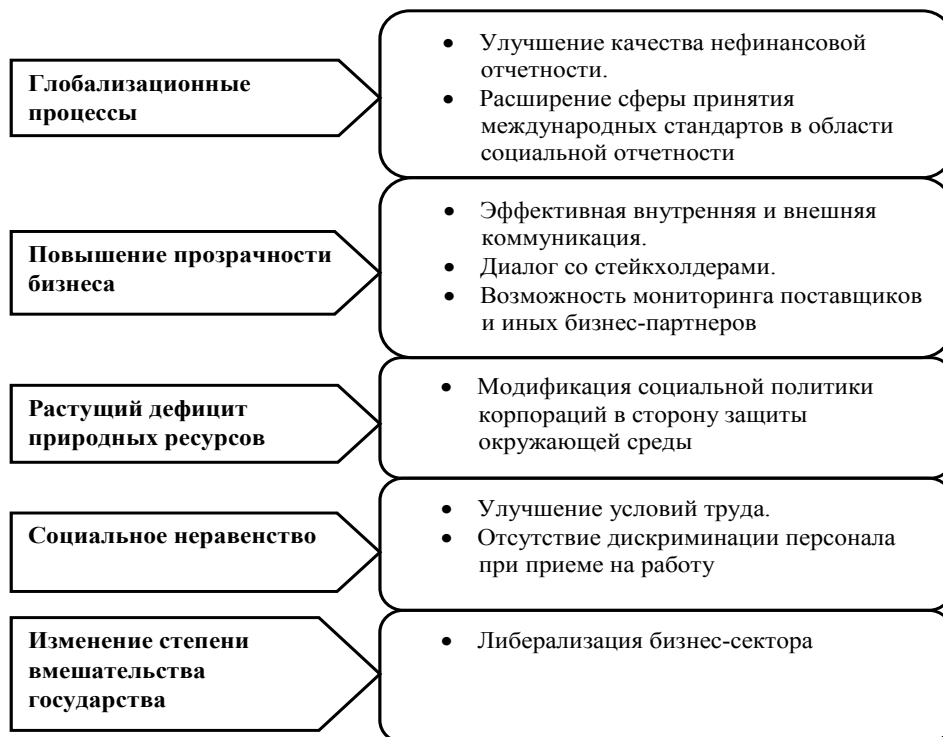 Глобализационные
процессы
• Улучшение качества нефинансовой
отчетности.
• Расширение сферы принятия
международных стандартов в области
социальной отчетности
Повышение прозрачности
бизнеса
• Эффективная внутренняя и внешняя
коммуникация.
• Диалог со стейкхолдерами.
• Возможность мониторинга поставщиков
и иных бизнес-партнеров
Растущий дефицит
природных ресурсов
• Модификация социальной политики
корпораций в сторону защиты
окружающей среды
Социальное неравенство
• Улучшение условий труда.
• Отсутствие дискриминации персонала
при приеме на работу
Изменение степени
вмешательства
государства
• Либерализация бизнес-сектора